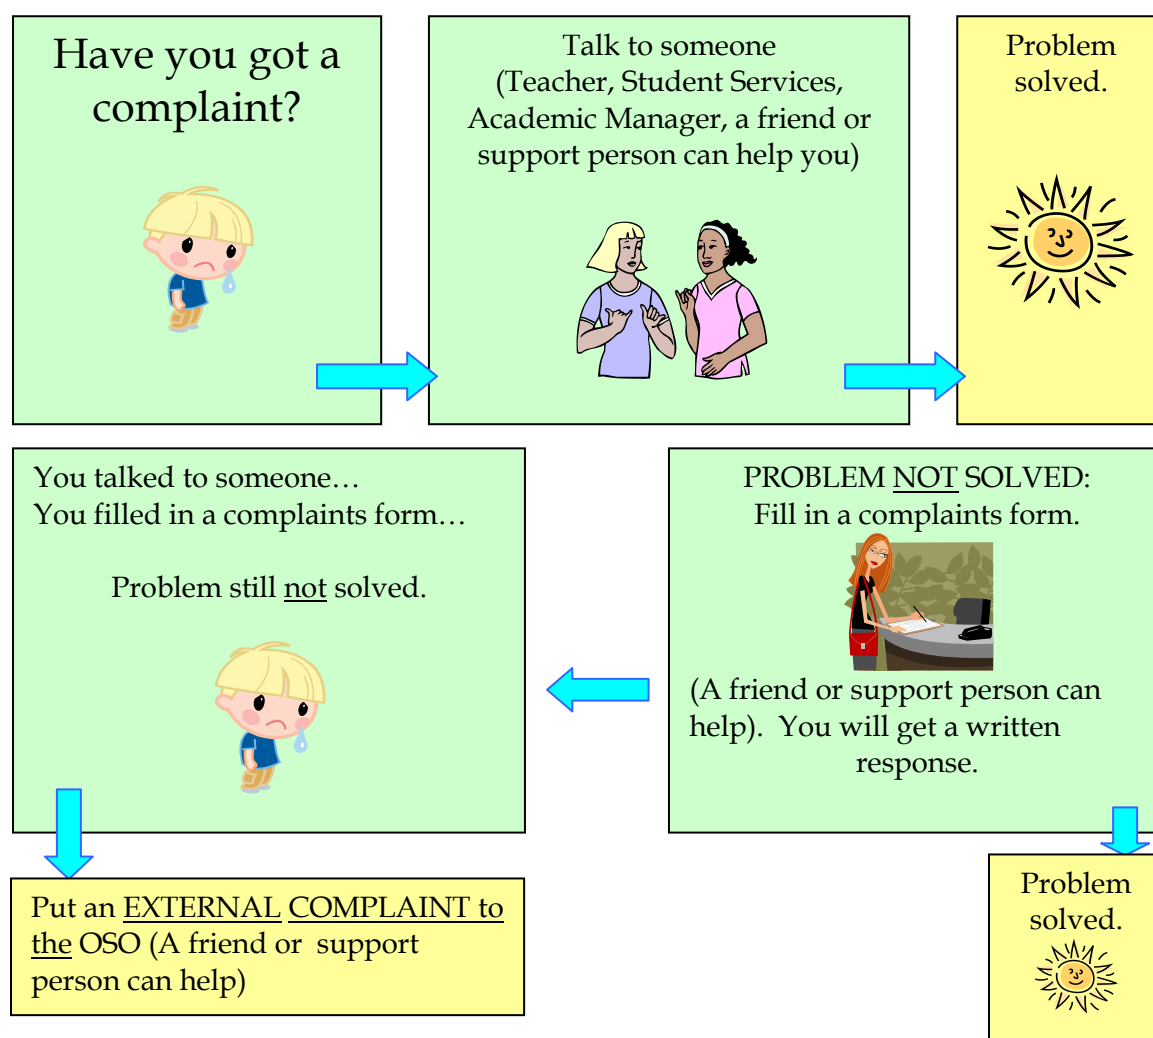 Have you got a
complaint?
Talk to someone
(Teacher, Student Services,
Academic Manager, a friend or
support person can help you)
Problem
solved.
PROBLEM NOT SOLVED:
Fill in a complaints form.
(A friend or support person can
help). You will get a written
response.
Problem
solved.
You talked to someone…
You filled in a complaints form…
Problem still not solved.
Put an EXTERNAL COMPLAINT to
the OSO (A friend or support
person can help)